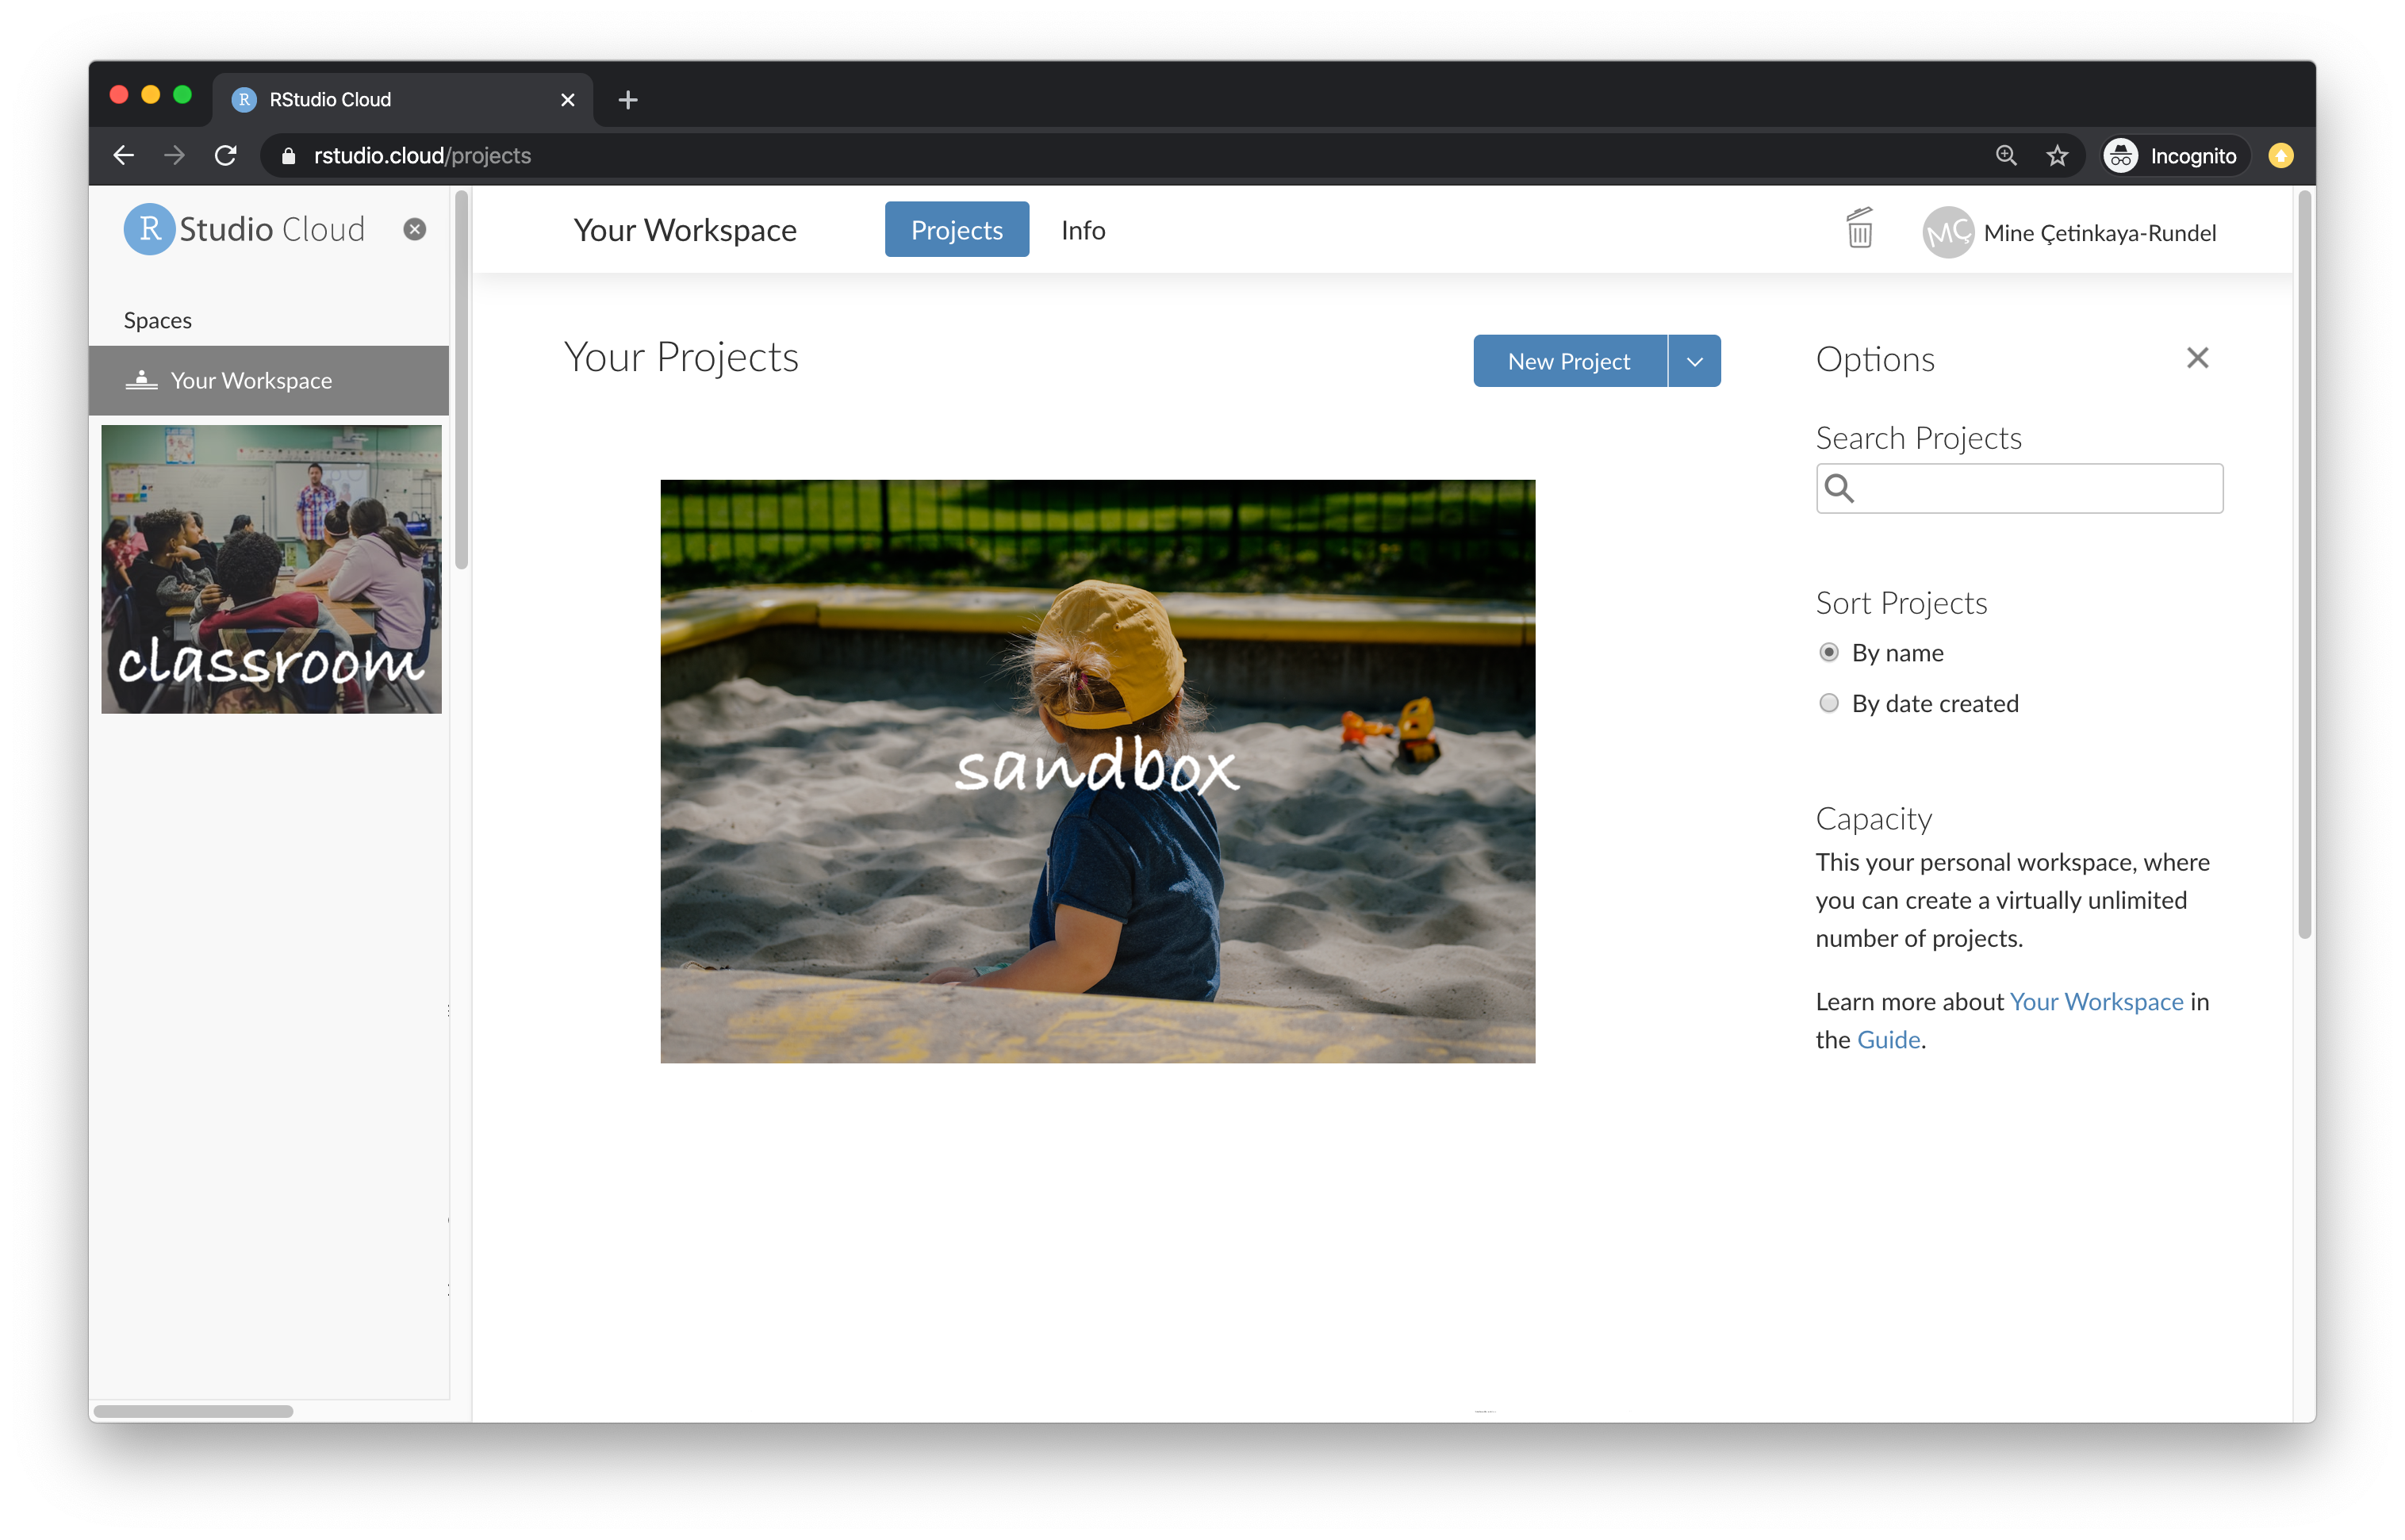 RStudio Cloud
rstudio.cloud/projects
Incognito
R Studio Cloud
Your Workspace
Projects
Info
MÇ
Mine Çetinkaya-Rundel
Spaces
Your Workspace
classroom
Your Projects
New Project
sandbox
Options
Search Projects
Sort Projects
By name
By date created
Capacity
This your personal workspace, where
you can create a virtually unlimited
number of projects.
Learn more about Your Workspace in
the Guide.